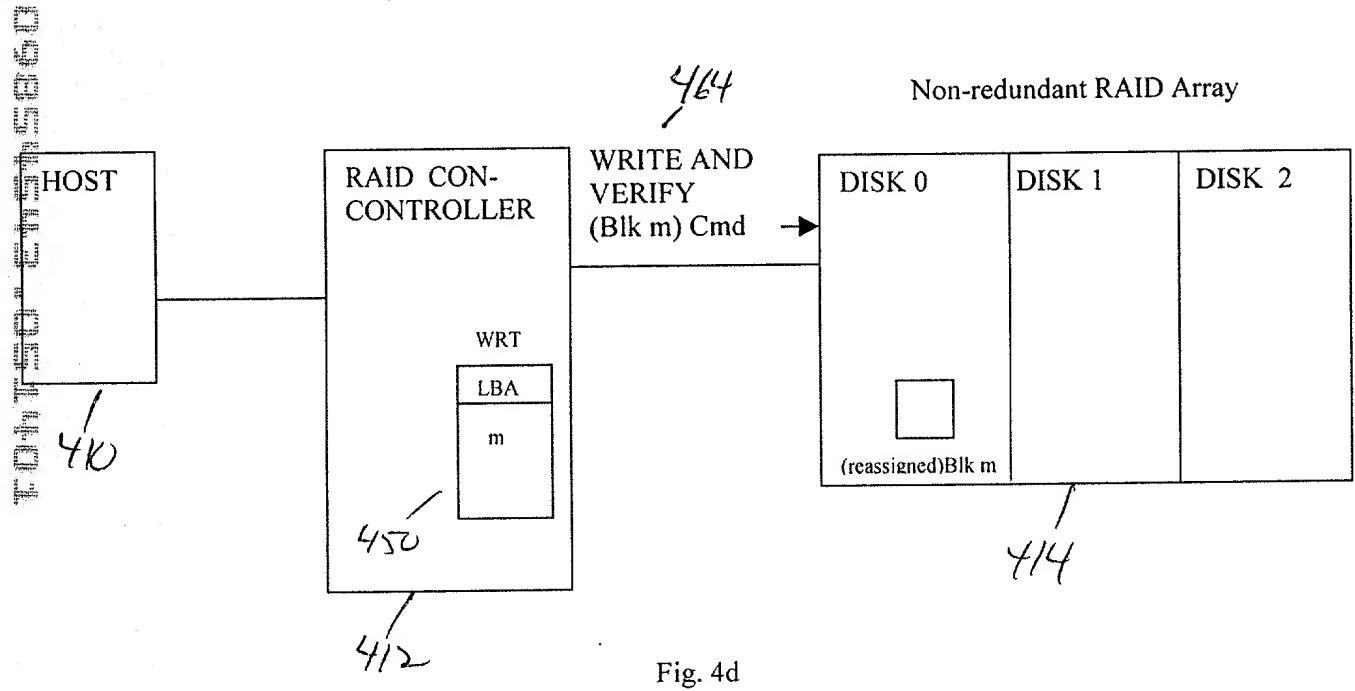 464
Non-redundant RAID Array
HOST
RAID CON-
CONTROLLER
WRITE AND
VERIFY
(Blk m) Cmd
DISK 0
DISK 1
DISK 2
WRT
LBA
m
(reassigned)Blk m
410
450
414
412
Fig. 4d